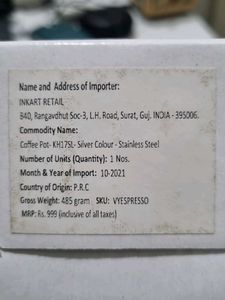 Name and Address of Importer:
INKART RETAIL
B40, Rangavdhut Soc-3, L.H. Road, Surat, Guj. INDIA - 395006.
Commodity Name:
Coffee Pot- KH17SL- Silver Colour - Stainless Steel
Number of Units (Quantity): 1 Nos.
Month & Year of Import: 10-2021
Country of Origin: P.R.C
Gross Weight: 485 gram SKU: VYESPRESSO
MRP: Rs. 999 (inclusive of all taxes)